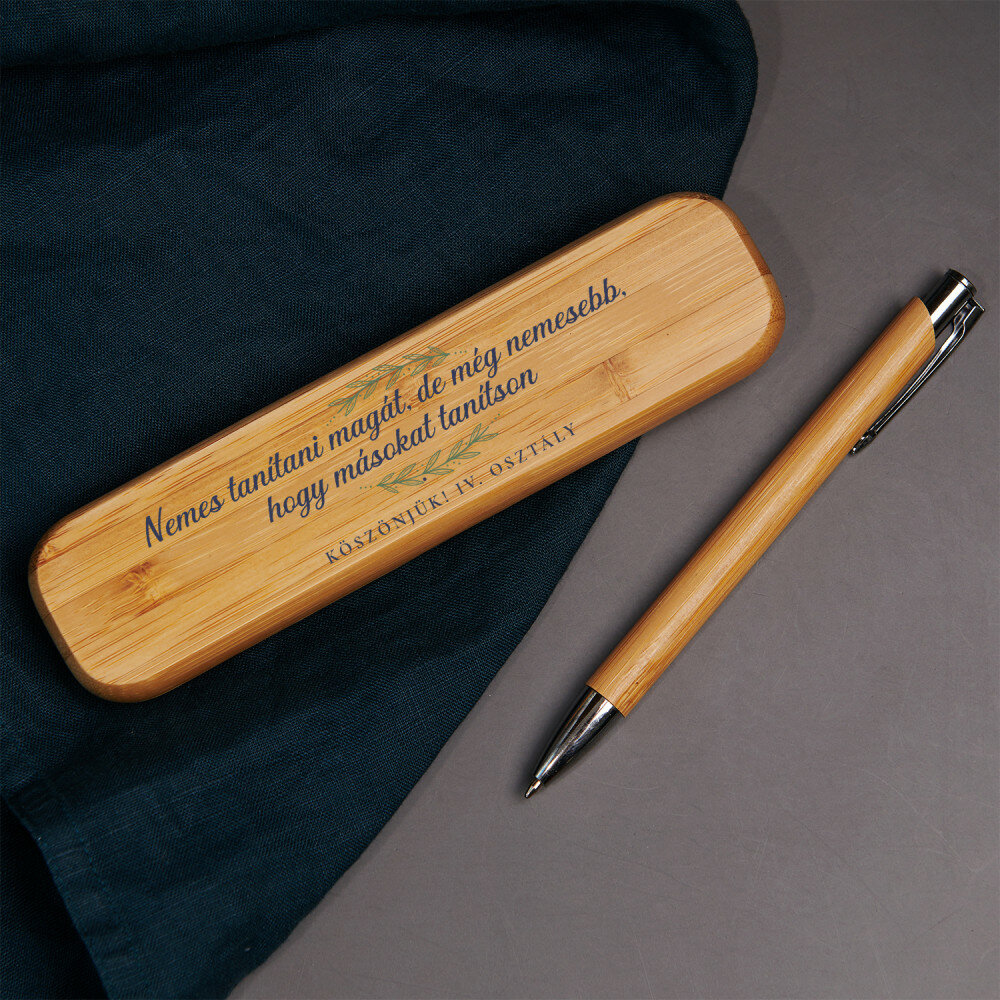 Nemes tanítani magát, de még nemesebb,
hogy másokat tanítson
KÖSZÖNJÜK! IV. OSZTÁLY